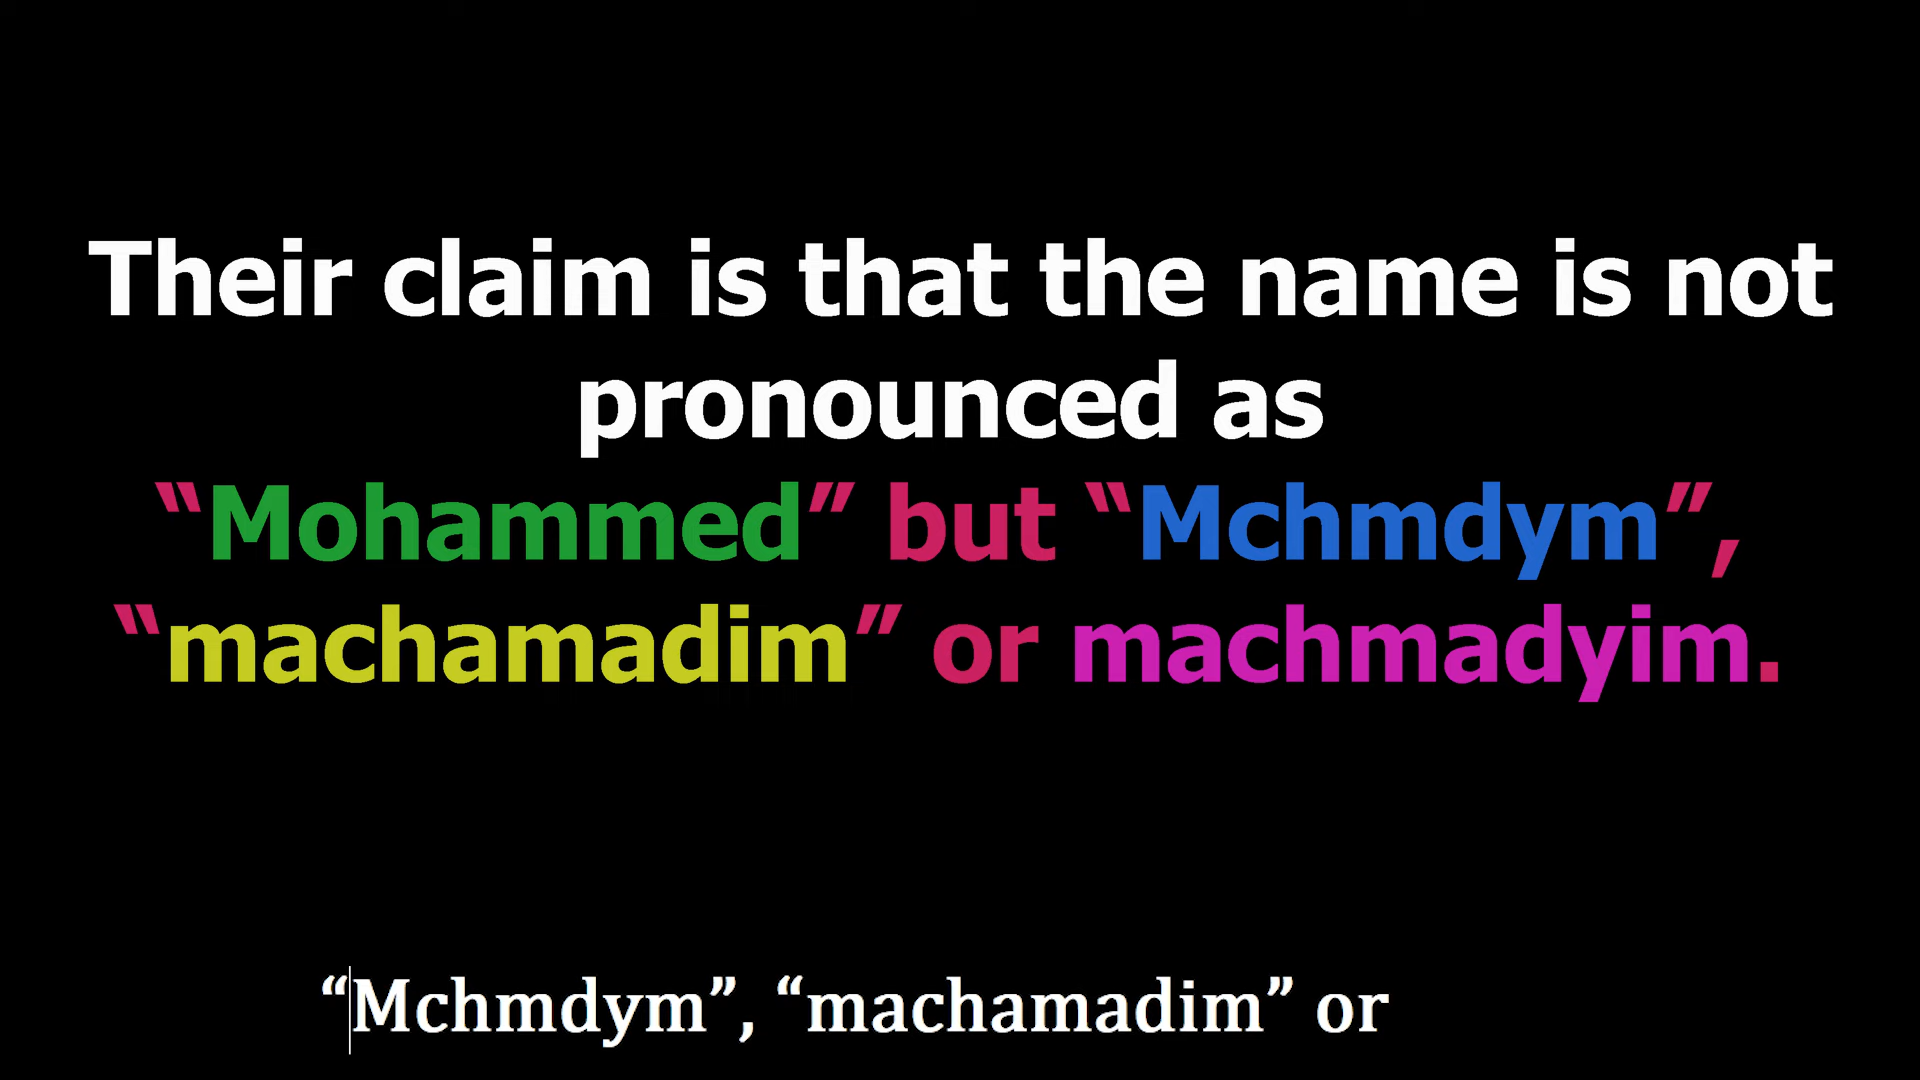 Their claim is that the name is not
pronounced as
“Mohammed” but “Mchmdym”,
“machamadim” or machmadyim.
“Mchmdym”, “machamadim” or